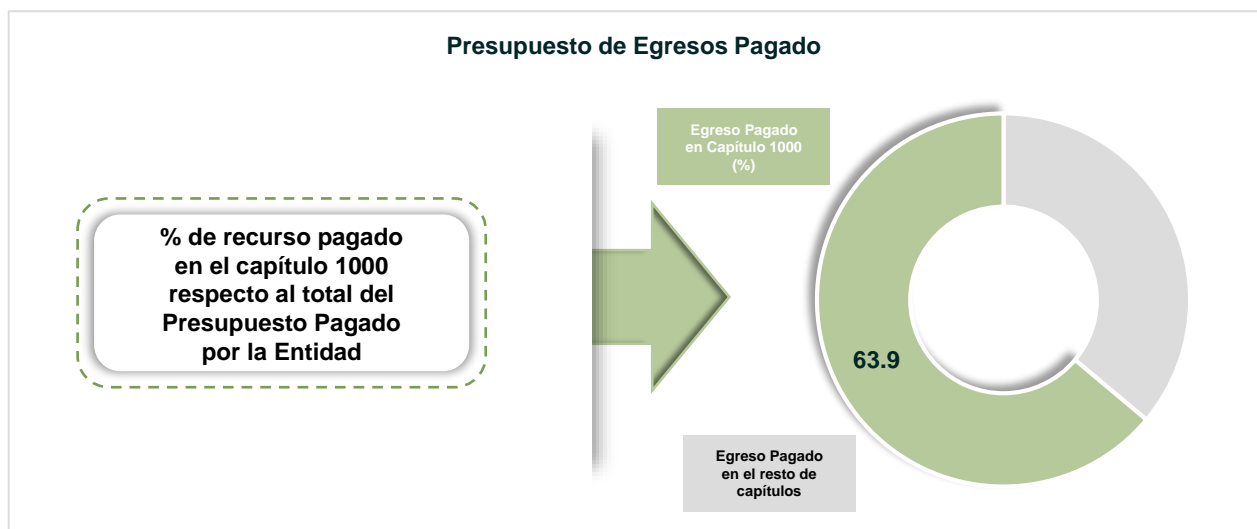 Presupuesto de Egresos Pagado
% de recurso pagado
en el capítulo 1000
respecto al total del
Presupuesto Pagado
por la Entidad
Egreso Pagado
en Capítulo 1000
(%)
63.9
Egreso Pagado
en el resto de
capítulos